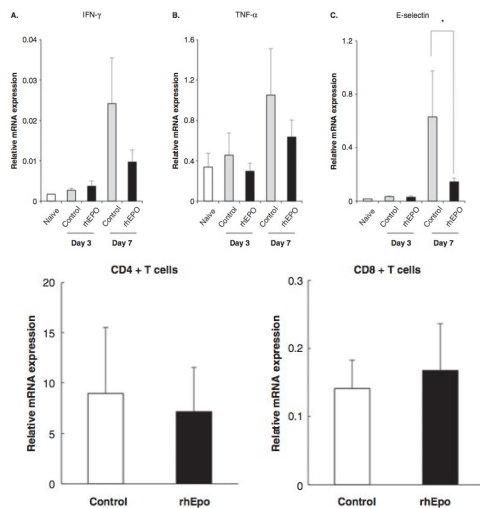 A. IFN-γ
Relative mRNA expression
0.04
0.03
0.02
0.01
0
Naive
Control
rhEPO
Control
rhEPO
Day 3
Day 7
B. TNF-α
Relative mRNA expression
1.6
1.2
0.8
0.4
0
Naive
Control
rhEPO
Control
rhEPO
Day 3
Day 7
C. E-selectin
*
Relative mRNA expression
1.2
0.8
0.4
0
Naive
Control
rhEPO
Control
rhEPO
Day 3
Day 7
CD4 + T cells
Relative mRNA expression
20
15
10
5
0
Control
rhEpo
CD8 + T cells
Relative mRNA expression
0.3
0.2
0.1
0
Control
rhEpo